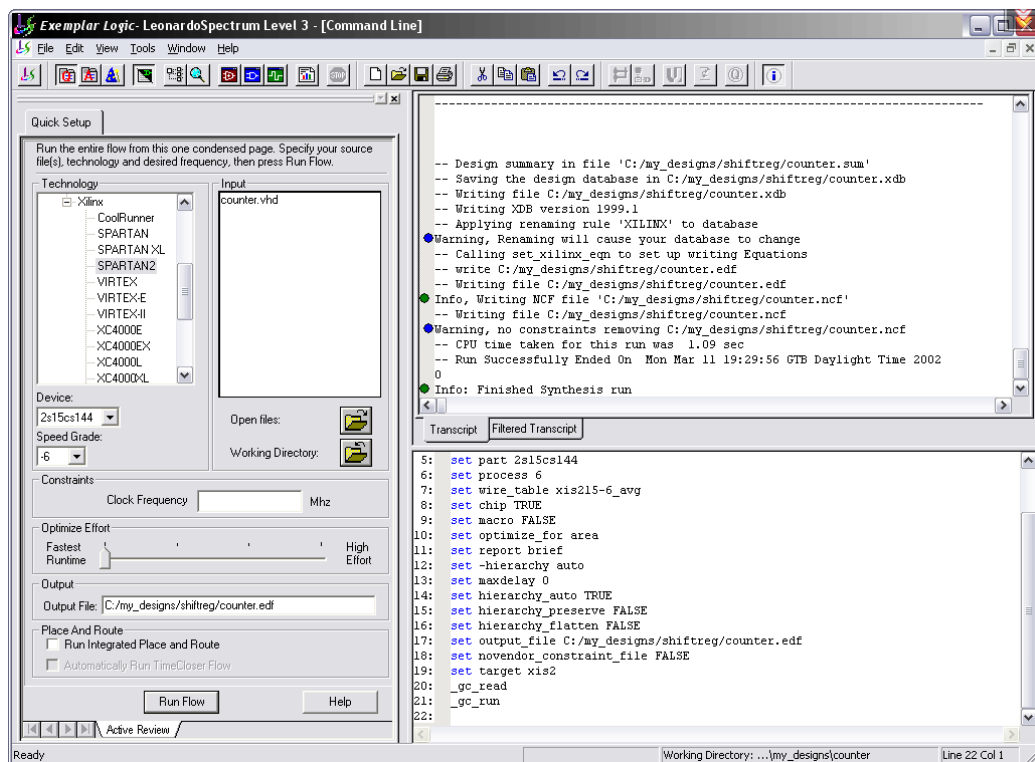 Exemplar Logic- LeonardoSpectrum Level 3 - [Command Line]
File Edit View Tools Window Help
Quick Setup
Run the entire flow from this one condensed page. Specify your source
file(s), technology and desired frequency, then press Run Flow.
Technology
Xilinx
CoolRunner
SPARTAN
SPARTAN XL
SPARTAN2
VIRTEX
VIRTEX-E
VIRTEX-II
XC4000E
XC4000EX
XC4000L
XC4000XL
Input
counter.vhd
Device:
2s15cs144
Speed Grade:
-6
Open files:
Working Directory:
Constraints
Clock Frequency Mhz
Optimize Effort
Fastest
Runtime
High
Effort
Output
Output File: C:/my_designs/shiftreg/counter.edf
Place And Route
Run Integrated Place and Route
Automatically Run TimeCloser Flow
Run Flow Help
Active Review
-- Design summary in file 'C:/my_designs/shiftreg/counter.sum'
-- Saving the design database in C:/my_designs/shiftreg/counter.xdb
-- Writing file C:/my_designs/shiftreg/counter.xdb
-- Writing XDB version 1999.1
-- Applying renaming rule 'XILINX' to database
Warning, Renaming will cause your database to change
-- Calling set_xilinx_eqn to set up writing Equations
-- write C:/my_designs/shiftreg/counter.edf
-- Writing file C:/my_designs/shiftreg/counter.edf
Info, Writing NCF file 'C:/my_designs/shiftreg/counter.ncf'
-- Writing file C:/my_designs/shiftreg/counter.ncf
Warning, no constraints removing C:/my_designs/shiftreg/counter.ncf
-- CPU time taken for this run was 1.09 sec
-- Run Successfully Ended On Mon Mar 11 19:29:56 GTB Daylight Time 2002
0
Info: Finished Synthesis run
Transcript Filtered Transcript
5: set part 2s15cs144
6: set process 6
7: set wire_table xis215-6_avg
8: set chip TRUE
9: set macro FALSE
10: set optimize_for area
11: set report brief
12: set -hierarchy auto
13: set maxdelay 0
14: set hierarchy_auto TRUE
15: set hierarchy_preserve FALSE
16: set hierarchy_flatten FALSE
17: set output_file C:/my_designs/shiftreg/counter.edf
18: set novendor_constraint_file FALSE
19: set target xis2
20: _gc_read
21: _gc_run
22:
Ready
Working Directory: ...\my_designs\counter
Line 22 Col 1